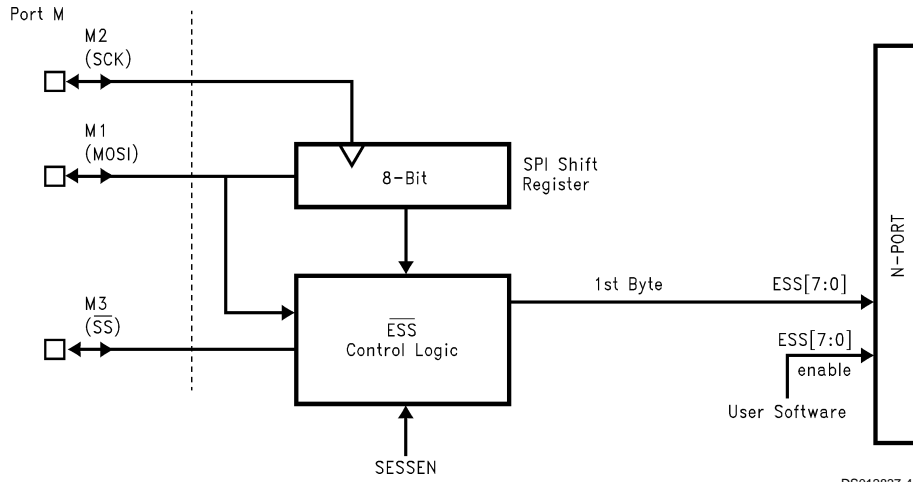 Port M
M2
(SCK)
M1
(MOSI)
8-Bit
SPI Shift
Register
M3
(SS)
ESS
Control Logic
1st Byte
ESS[7:0]
ESS[7:0]
enable
User Software
N-PORT
SESSEN